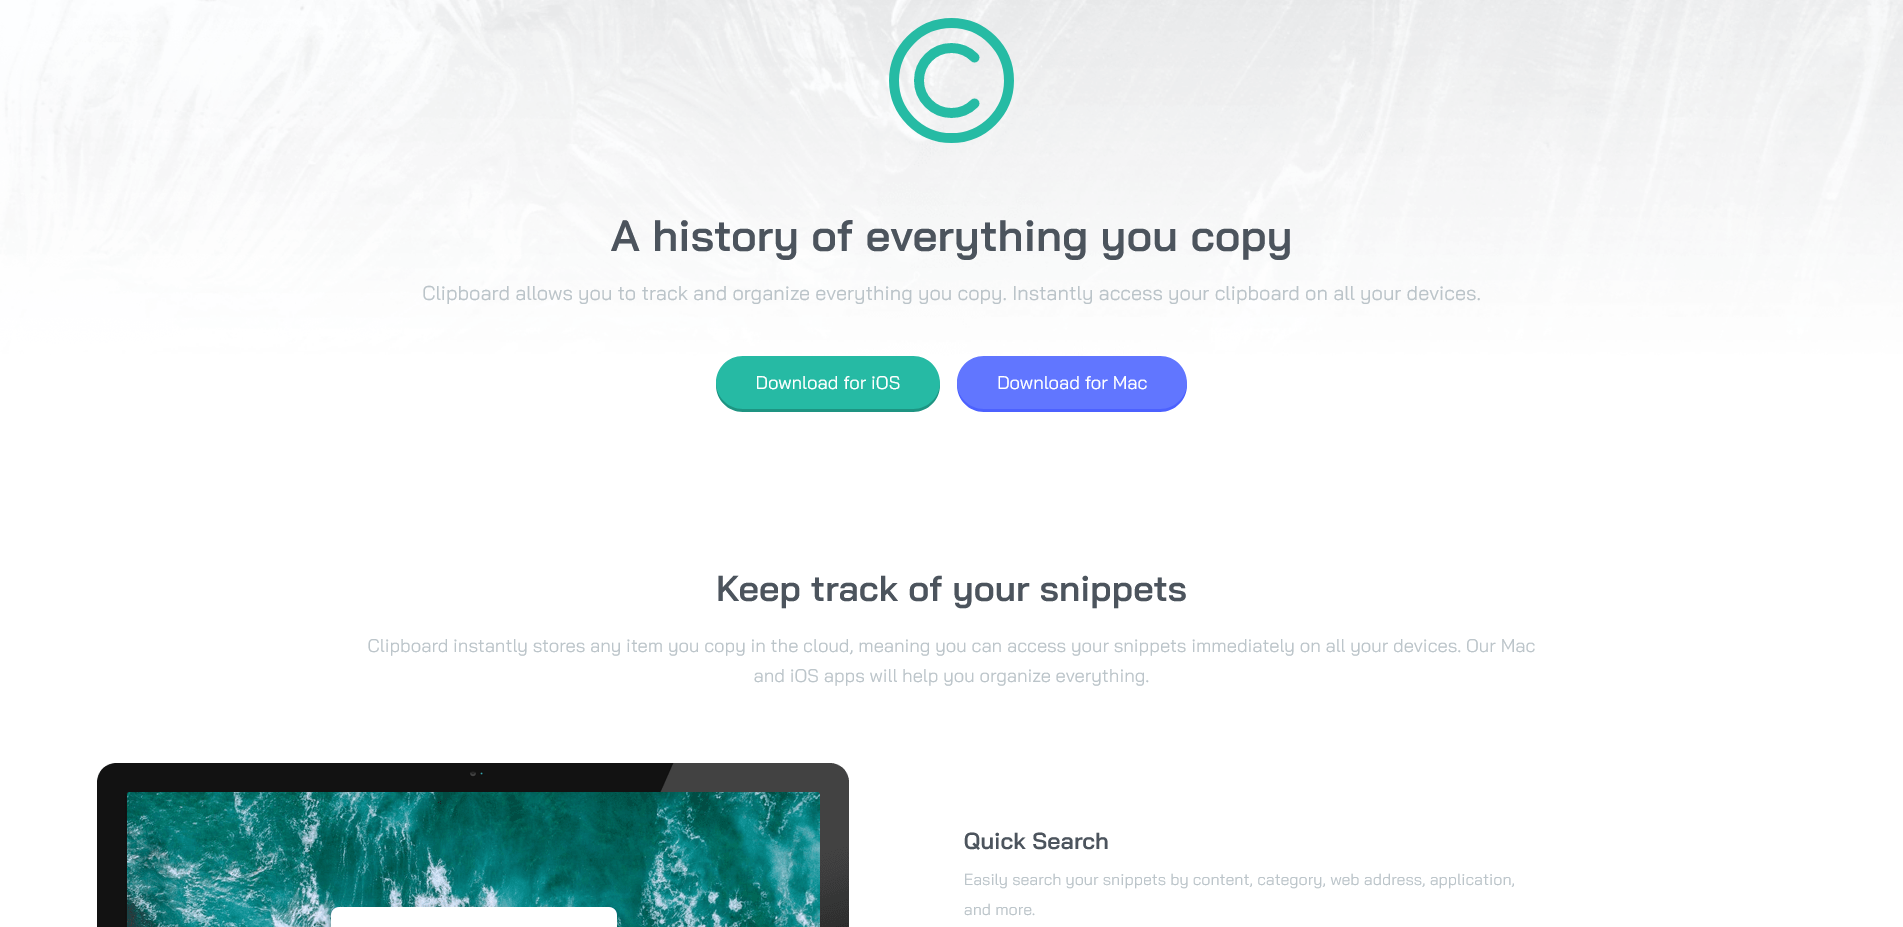 A history of everything you copy
Clipboard allows you to track and organize everything you copy. Instantly access your clipboard on all your devices.
Download for iOS
Download for Mac
Keep track of your snippets
Clipboard instantly stores any item you copy in the cloud, meaning you can access your snippets immediately on all your devices. Our Mac
and iOS apps will help you organize everything.
Quick Search
Easily search your snippets by content, category, web address, application,
and more.